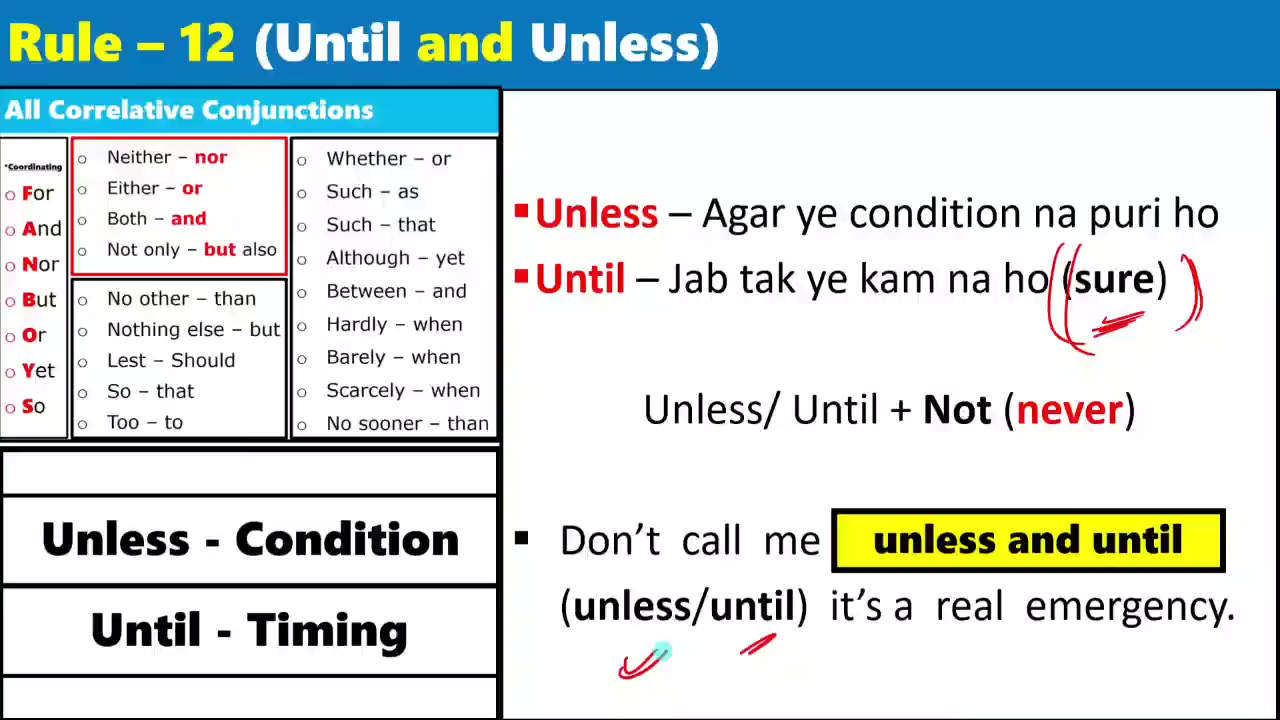 Rule – 12 (Until and Unless)
All Correlative Conjunctions
*Coordinating
For
And
Nor
But
Or
Yet
So
Neither – nor
Either – or
Both – and
Not only – but also
No other – than
Nothing else – but
Lest – Should
So – that
Too – to
Whether – or
Such – as
Such – that
Although – yet
Between – and
Hardly – when
Barely – when
Scarcely – when
No sooner – than
Unless - Condition
Until - Timing
Unless – Agar ye condition na puri ho
Until – Jab tak ye kam na ho (sure)
Unless/ Until + Not (never)
Don’t call me unless and until
(unless/until) it’s a real emergency.